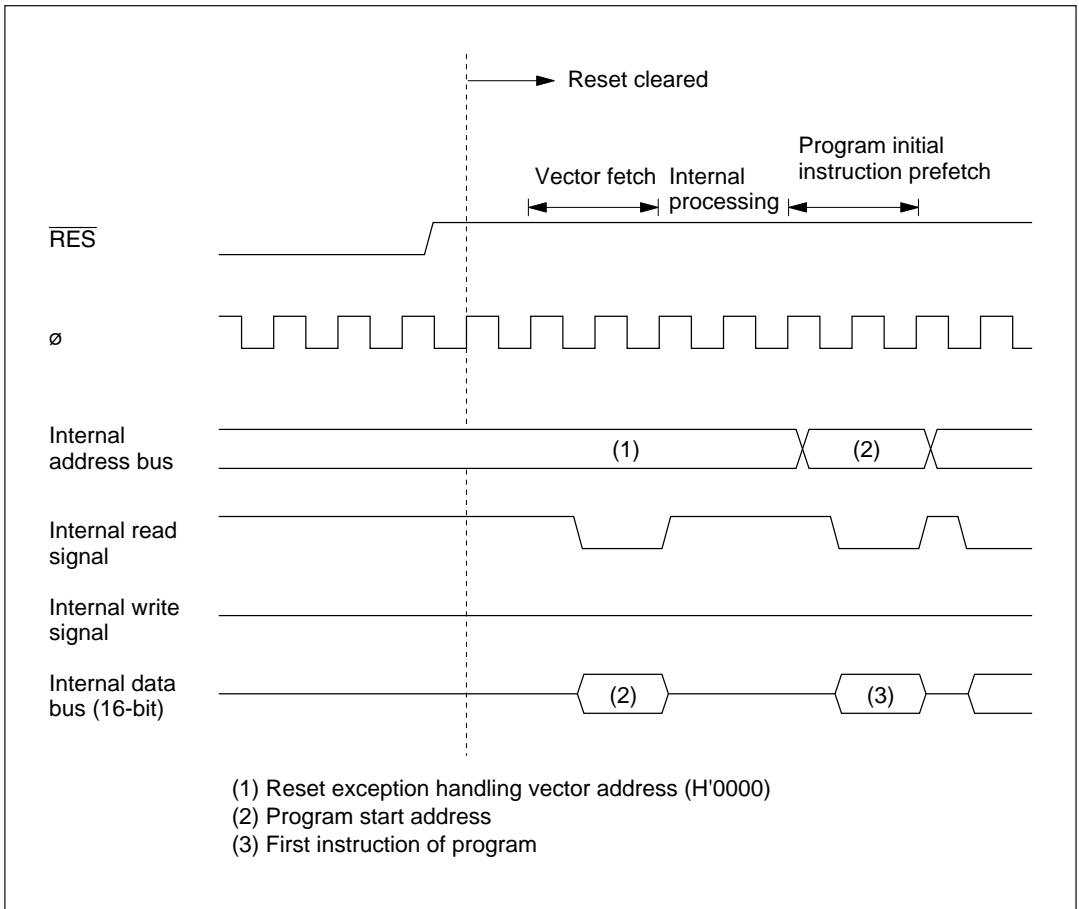 Reset cleared
Program initial
instruction prefetch
Vector fetch
Internal
processing
RES
ø
Internal
address bus
(1)
(2)
Internal read
signal
Internal write
signal
Internal data
bus (16-bit)
(2)
(3)
(1) Reset exception handling vector address (H'0000)
(2) Program start address
(3) First instruction of program